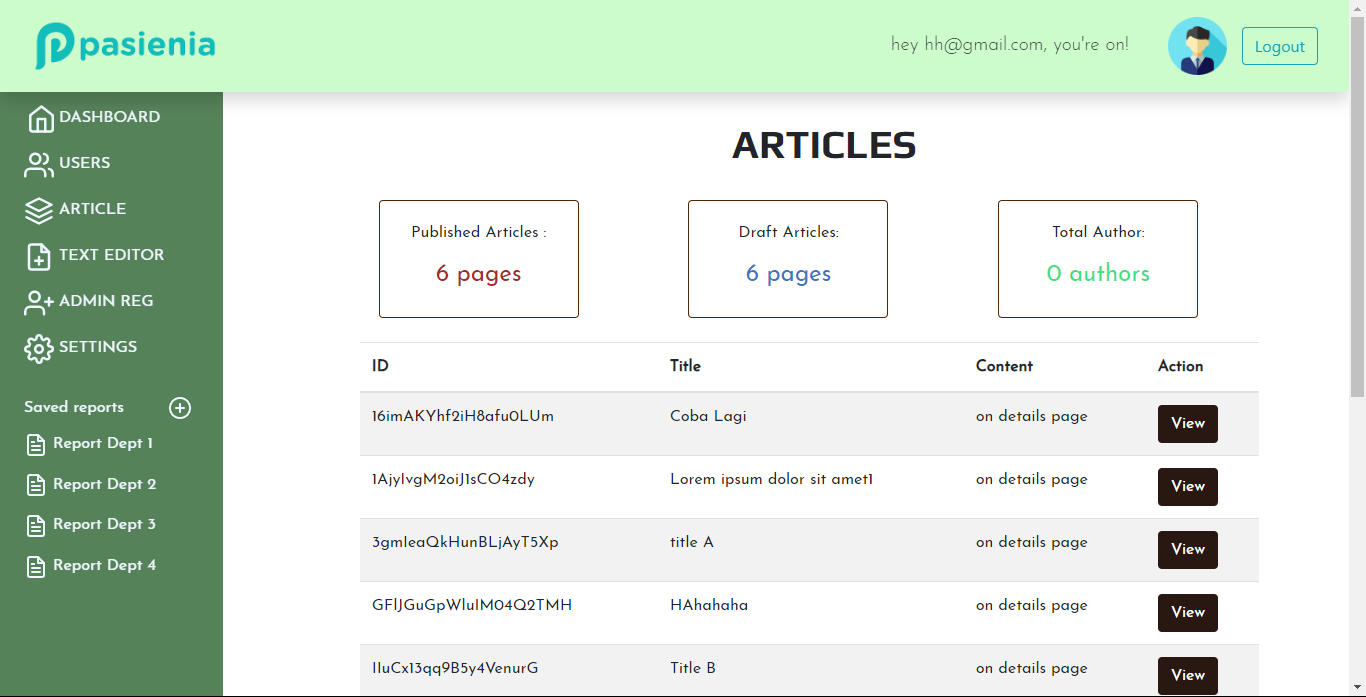 pasienia
hey hh@gmail.com, you're on!
Logout
DASHBOARD
USERS
ARTICLE
TEXT EDITOR
ADMIN REG
SETTINGS
Saved reports
Report Dept 1
Report Dept 2
Report Dept 3
Report Dept 4
ARTICLES
Published Articles :
6 pages
Draft Articles:
6 pages
Total Author:
0 authors
ID Title Content Action
16imAKYhf2iH8afu0LUm Coba Lagi on details page View
1AjyIvgM2oiJ1sCO4zdy Lorem ipsum dolor sit amet1 on details page View
3gmIeaQkHunBLjAyT5Xp title A on details page View
GFlJGuGpWluIM04Q2TMH HAhahaha on details page View
IIuCx13qq9B5y4VenurG Title B on details page View